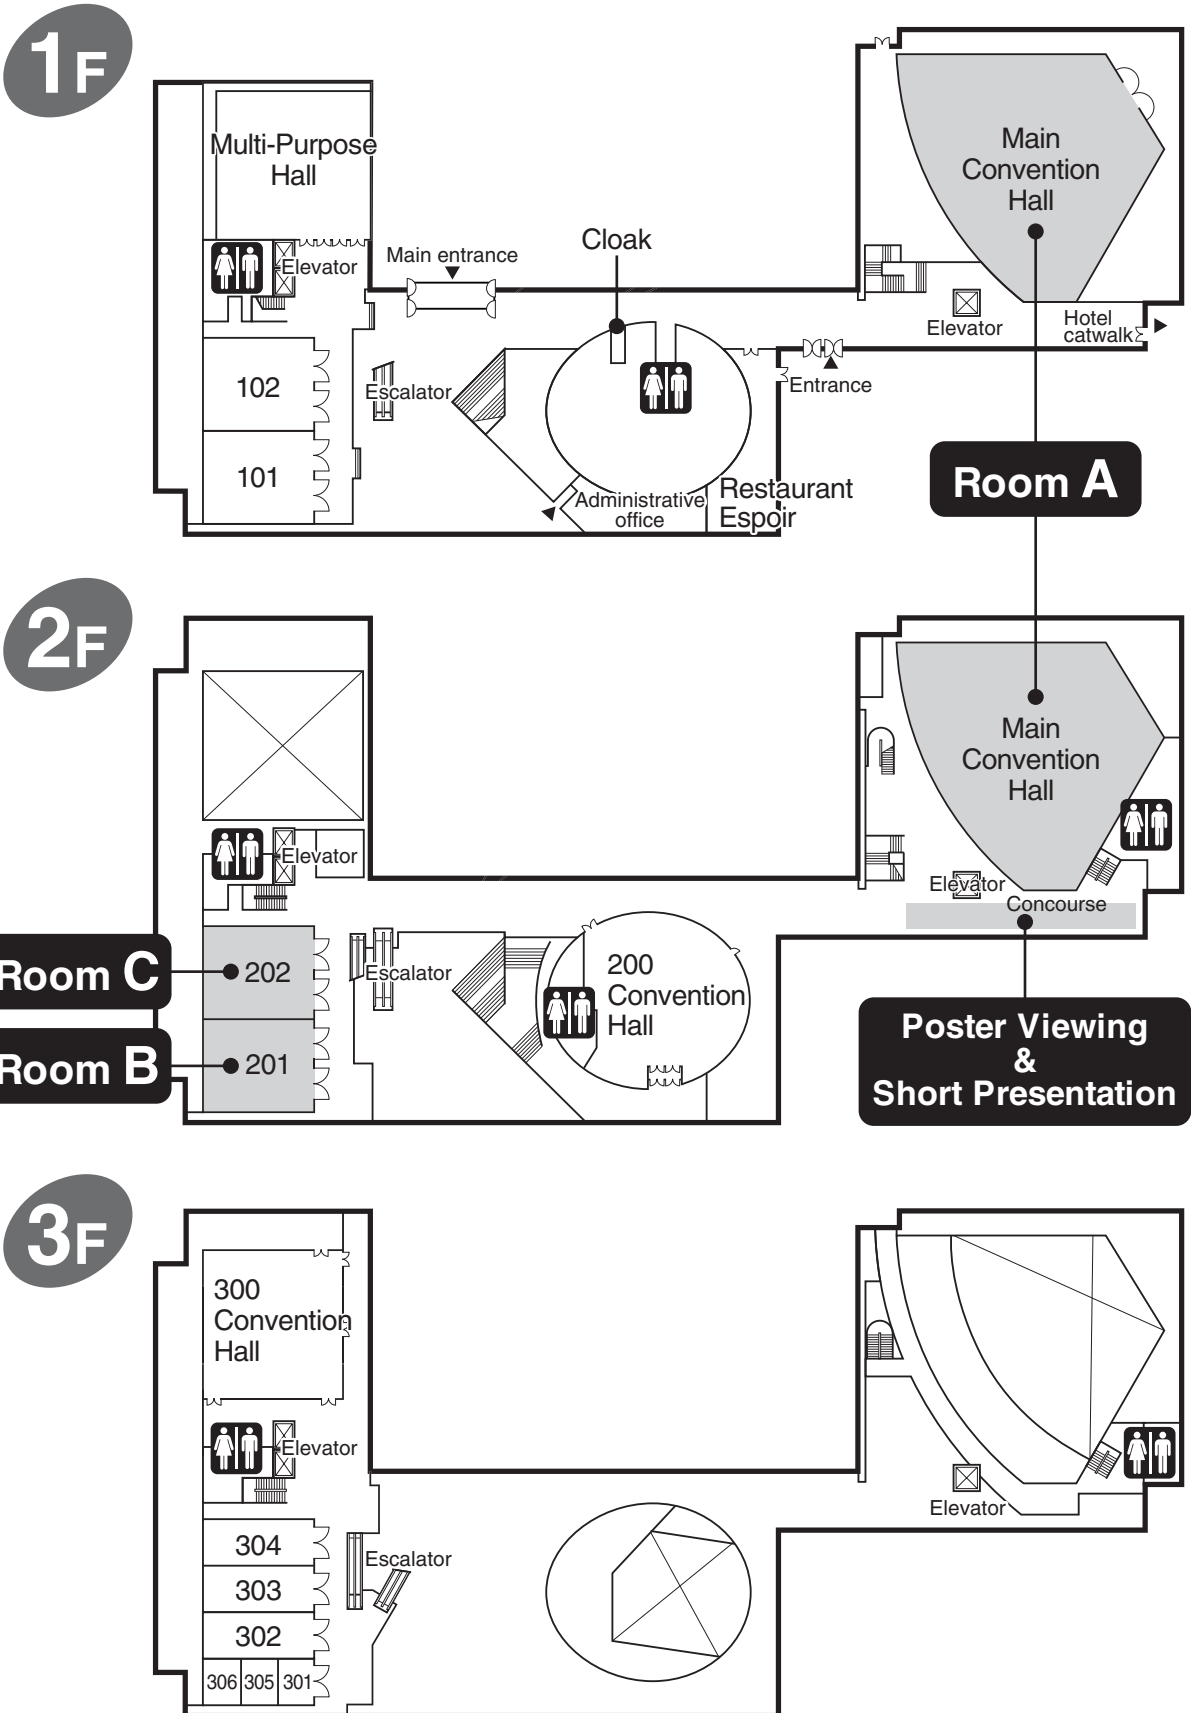 1F
Multi-Purpose
Hall
Main
Convention
Hall
Elevator
Main entrance
Cloak
Elevator
Hotel
catwalk
102
Escalator
Entrance
101
Administrative
office
Restaurant
Espoir
Room A
2F
Main
Convention
Hall
Elevator
Elevator
Concourse
Room C
202
Escalator
200
Convention
Hall
Room B
201
Poster Viewing
&
Short Presentation
3F
300
Convention
Hall
Elevator
Elevator
304
Escalator
303
302
306
305
301